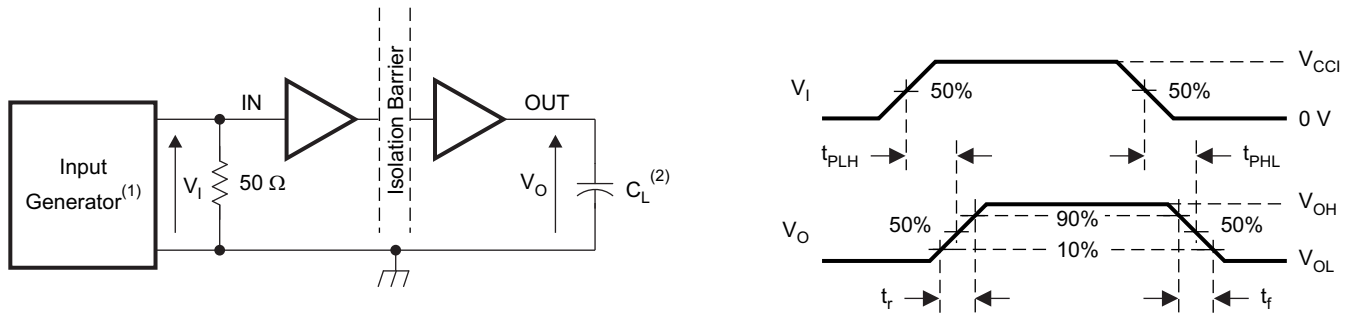 Input
Generator(1)
VI
50 Ω
IN
Isolation Barrier
OUT
VO
CL(2)
VI
50%
50%
VCCI
0 V
tPLH
tPHL
VO
50%
90%
10%
50%
VOH
VOL
tr
tf